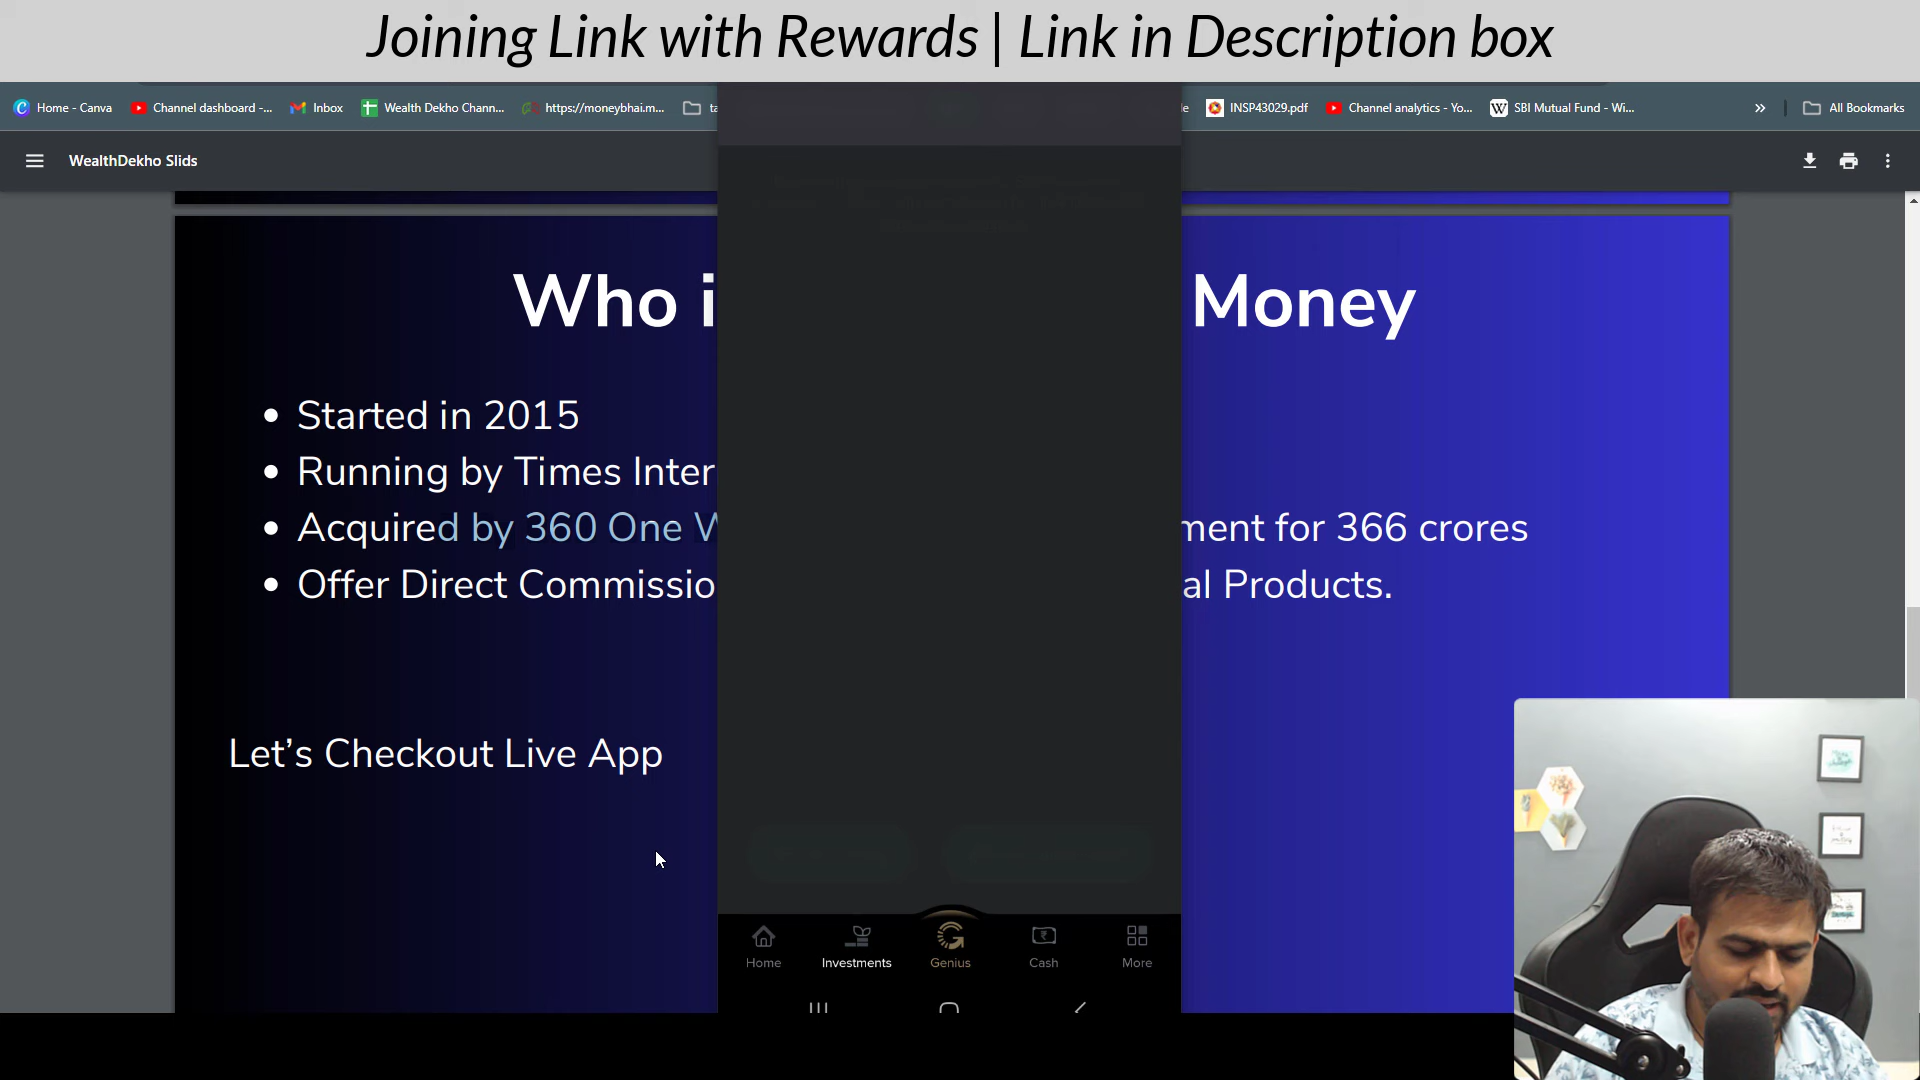 Joining Link with Rewards | Link in Description box
Home - Canva
Channel dashboard -...
Inbox
Wealth Dekho Chann...
https://moneybhai.m...
INSP43029.pdf
Channel analytics - Yo...
SBI Mutual Fund - Wi...
»
All Bookmarks
WealthDekho Slids
Who i
Money
• Started in 2015
• Running by Times Inter
• Acquired by 360 One W
ment for 366 crores
• Offer Direct Commissio
al Products.
Let's Checkout Live App
Home
Investments
Genius
Cash
More